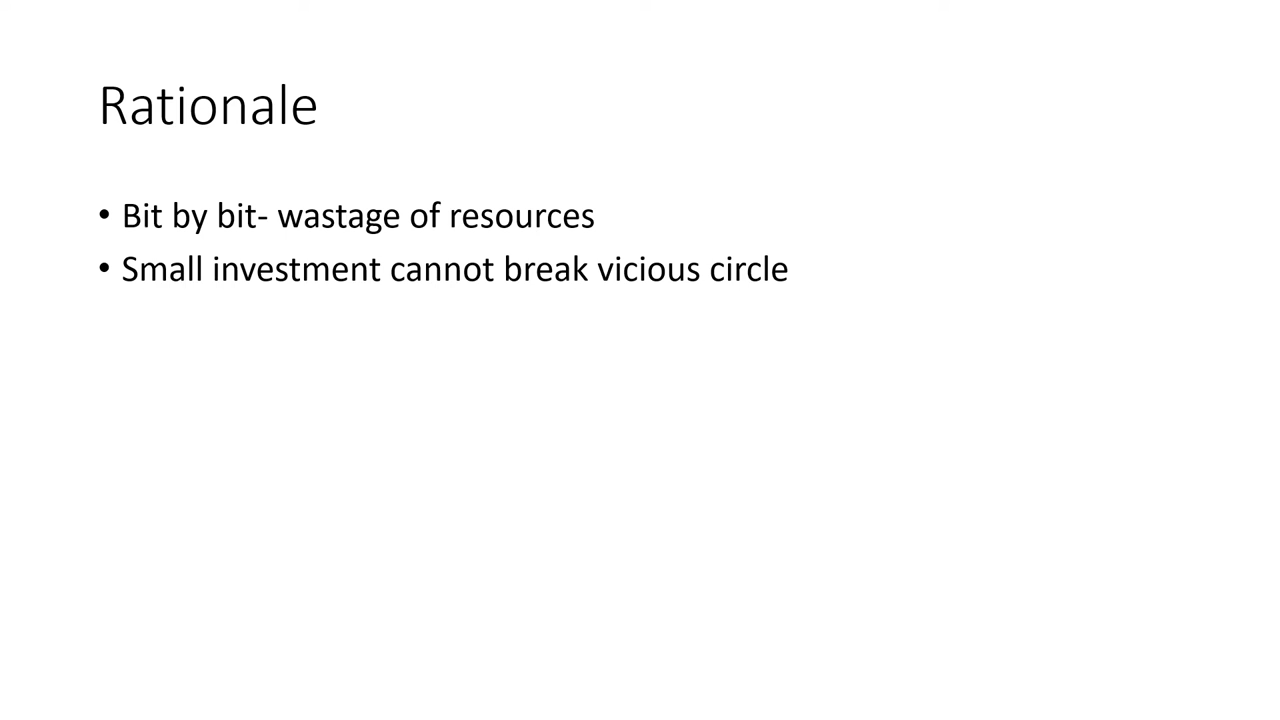 Rationale
• Bit by bit- wastage of resources
• Small investment cannot break vicious circle